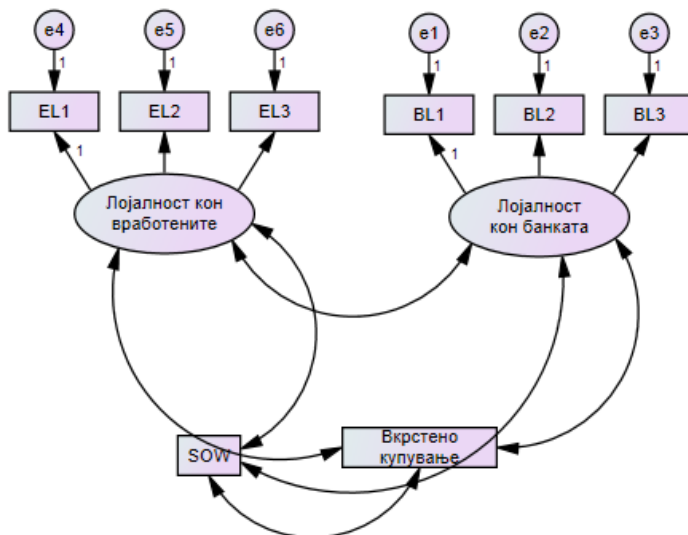 e4 e5 e6 e1 e2 e3
1 1 1 1 1 1
EL1 EL2 EL3 BL1 BL2 BL3
1 1
Лојалност кон
вработените
Лојалност
кон банката
SOW
Вкрстено
купување